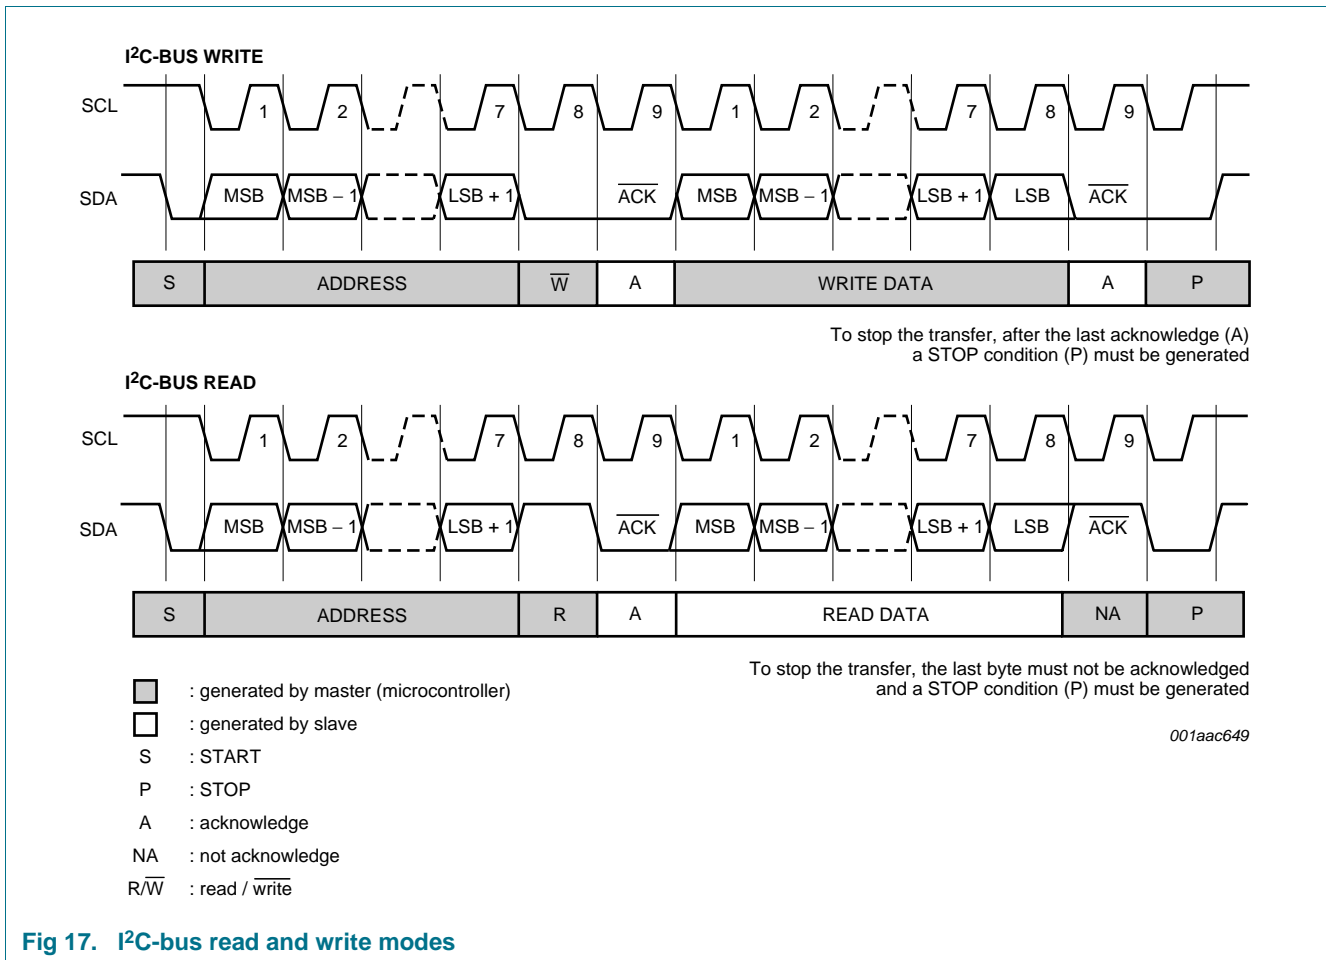 I²C-BUS WRITE
SCL 1 2 7 8 9 1 2 7 8 9
SDA MSB MSB − 1 LSB + 1 ACK MSB MSB − 1 LSB + 1 LSB ACK
S ADDRESS W A WRITE DATA A P
To stop the transfer, after the last acknowledge (A)
a STOP condition (P) must be generated
I²C-BUS READ
SCL 1 2 7 8 9 1 2 7 8 9
SDA MSB MSB − 1 LSB + 1 ACK MSB MSB − 1 LSB + 1 LSB ACK
S ADDRESS R A READ DATA NA P
To stop the transfer, the last byte must not be acknowledged
and a STOP condition (P) must be generated
: generated by master (microcontroller)
: generated by slave
001aac649
S : START
P : STOP
A : acknowledge
NA : not acknowledge
R/W : read / write
Fig 17. I²C-bus read and write modes